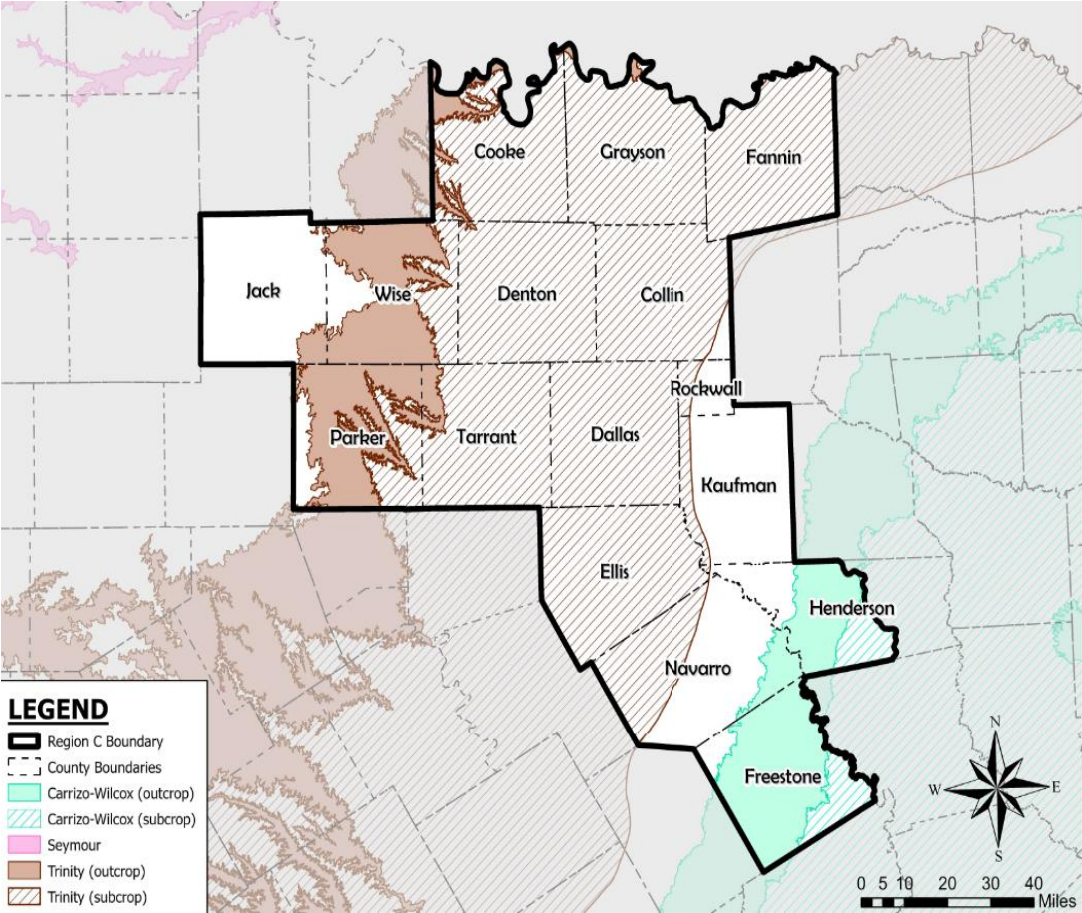 Cooke
Grayson
Fannin
Jack
Wise
Denton
Collin
Rockwall
Parker
Tarrant
Dallas
Kaufman
Ellis
Henderson
Navarro
Freestone
LEGEND
Region C Boundary
County Boundaries
Carrizo-Wilcox (outcrop)
Carrizo-Wilcox (subcrop)
Seymour
Trinity (outcrop)
Trinity (subcrop)
N
W E
S
0 5 10 20 30 40
Miles